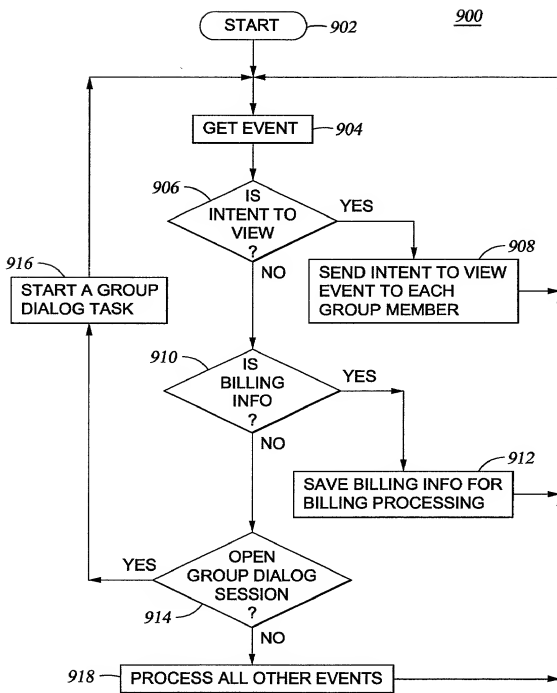 START
902
900
GET EVENT
904
906
IS
INTENT TO
VIEW
?
YES
NO
908
SEND INTENT TO VIEW
EVENT TO EACH
GROUP MEMBER
916
START A GROUP
DIALOG TASK
910
IS
BILLING
INFO
?
YES
NO
912
SAVE BILLING INFO FOR
BILLING PROCESSING
OPEN
GROUP DIALOG
SESSION
?
YES
914
NO
918
PROCESS ALL OTHER EVENTS